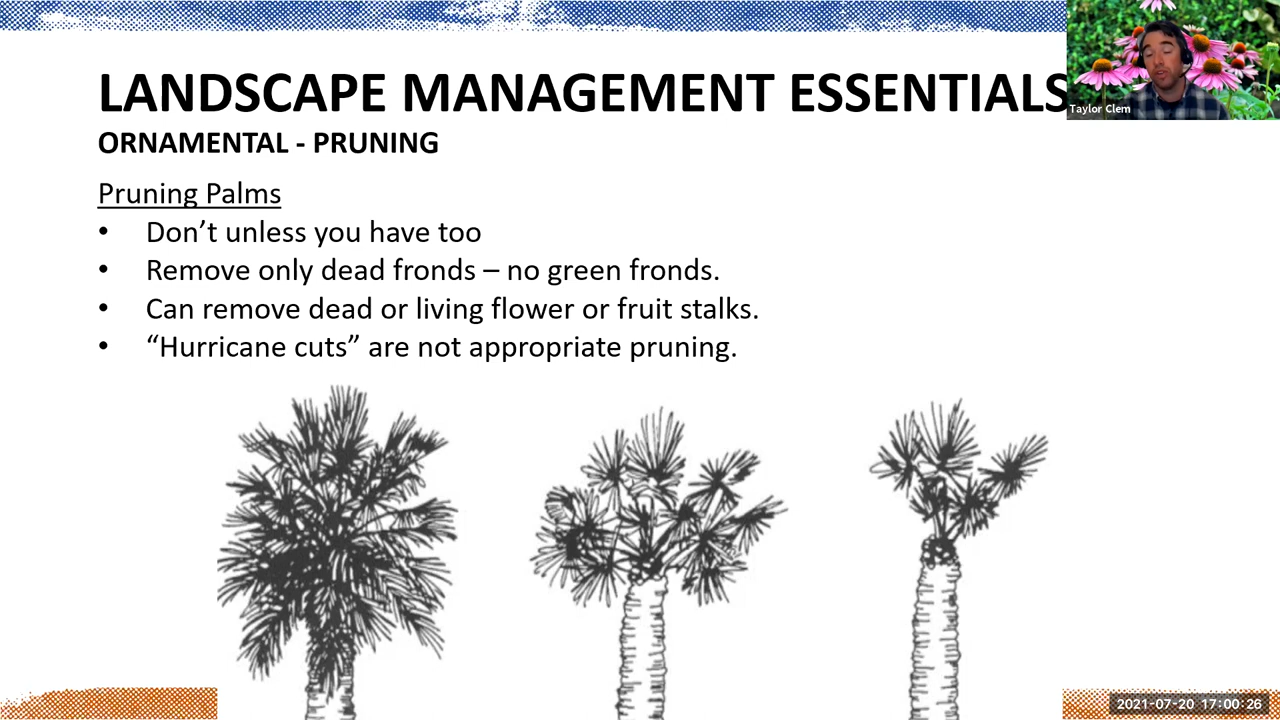 LANDSCAPE MANAGEMENT ESSENTIALS
ORNAMENTAL - PRUNING
Taylor Clem
Pruning Palms
• Don’t unless you have too
• Remove only dead fronds – no green fronds.
• Can remove dead or living flower or fruit stalks.
• “Hurricane cuts” are not appropriate pruning.
2021-07-20 17:00:26